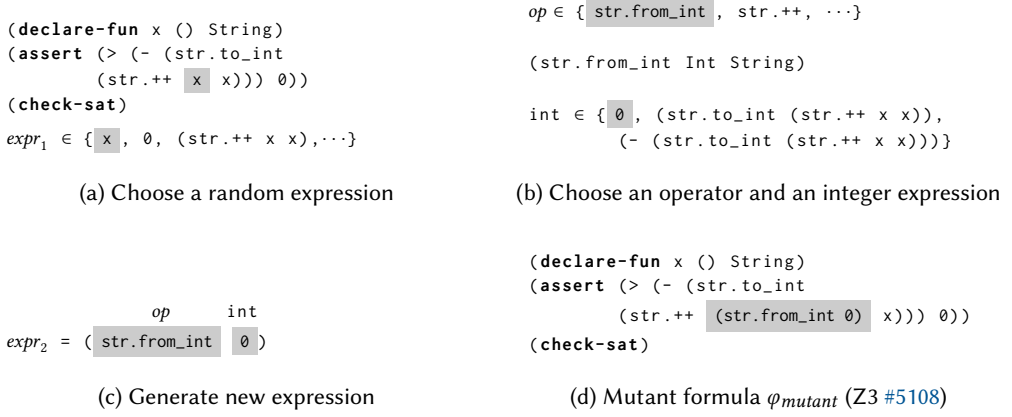 (declare-fun x () String)
(assert (> (- (str.to_int
(str.++ x x))) 0))
(check-sat)
expr₁ ∈ { x , 0, (str.++ x x),⋯}
(a) Choose a random expression
op ∈ { str.from_int , str.++, ⋯}
(str.from_int Int String)
int ∈ { 0 , (str.to_int (str.++ x x)),
(- (str.to_int (str.++ x x)))}
(b) Choose an operator and an integer expression
op int
expr₂ = ( str.from_int 0 )
(c) Generate new expression
(declare-fun x () String)
(assert (> (- (str.to_int
(str.++ (str.from_int 0) x))) 0))
(check-sat)
(d) Mutant formula φmutant (Z3 #5108)